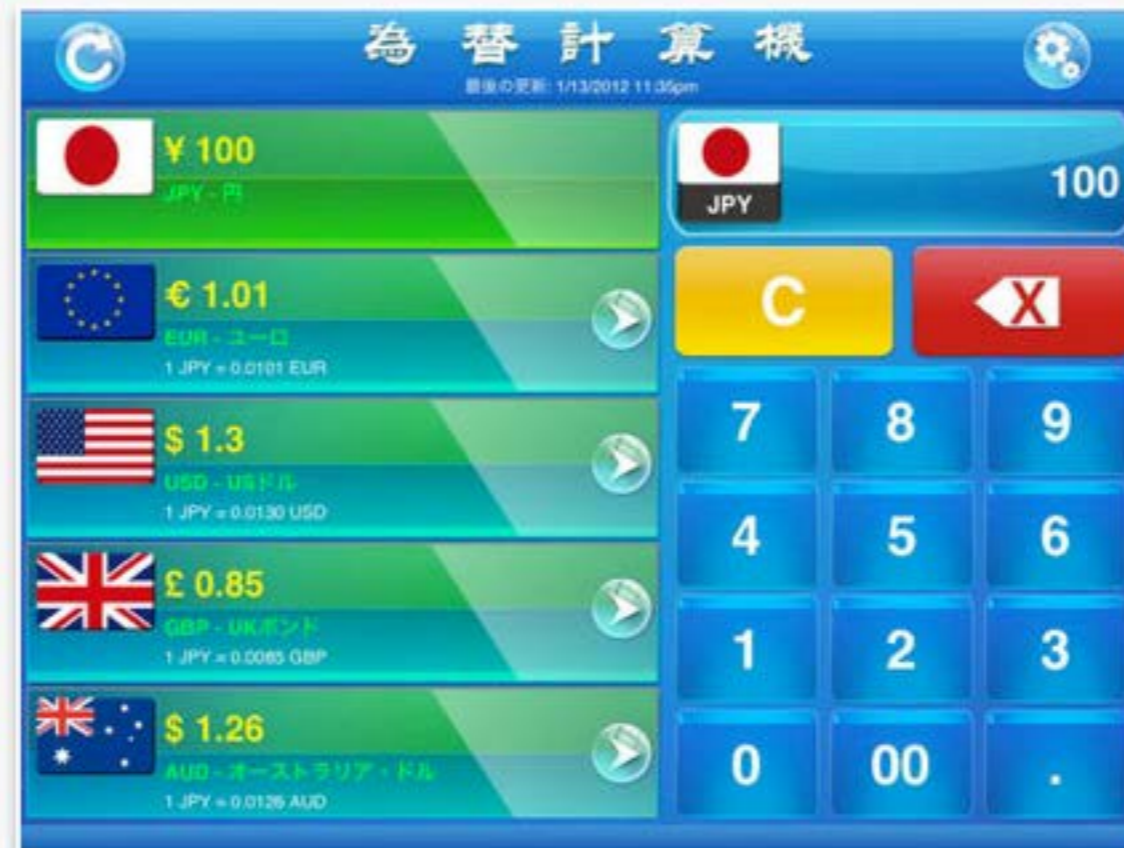 為替計算機
最後の更新: 1/13/2012 11:35pm
¥ 100
JPY - 円
€ 1.01
EUR - ユーロ
1 JPY = 0.0101 EUR
$ 1.3
USD - USドル
1 JPY = 0.0130 USD
£ 0.85
GBP - UKポンド
1 JPY = 0.0085 GBP
$ 1.26
AUD - オーストラリア・ドル
1 JPY = 0.0126 AUD
JPY
100
C
X
7 8 9
4 5 6
1 2 3
0 00 .